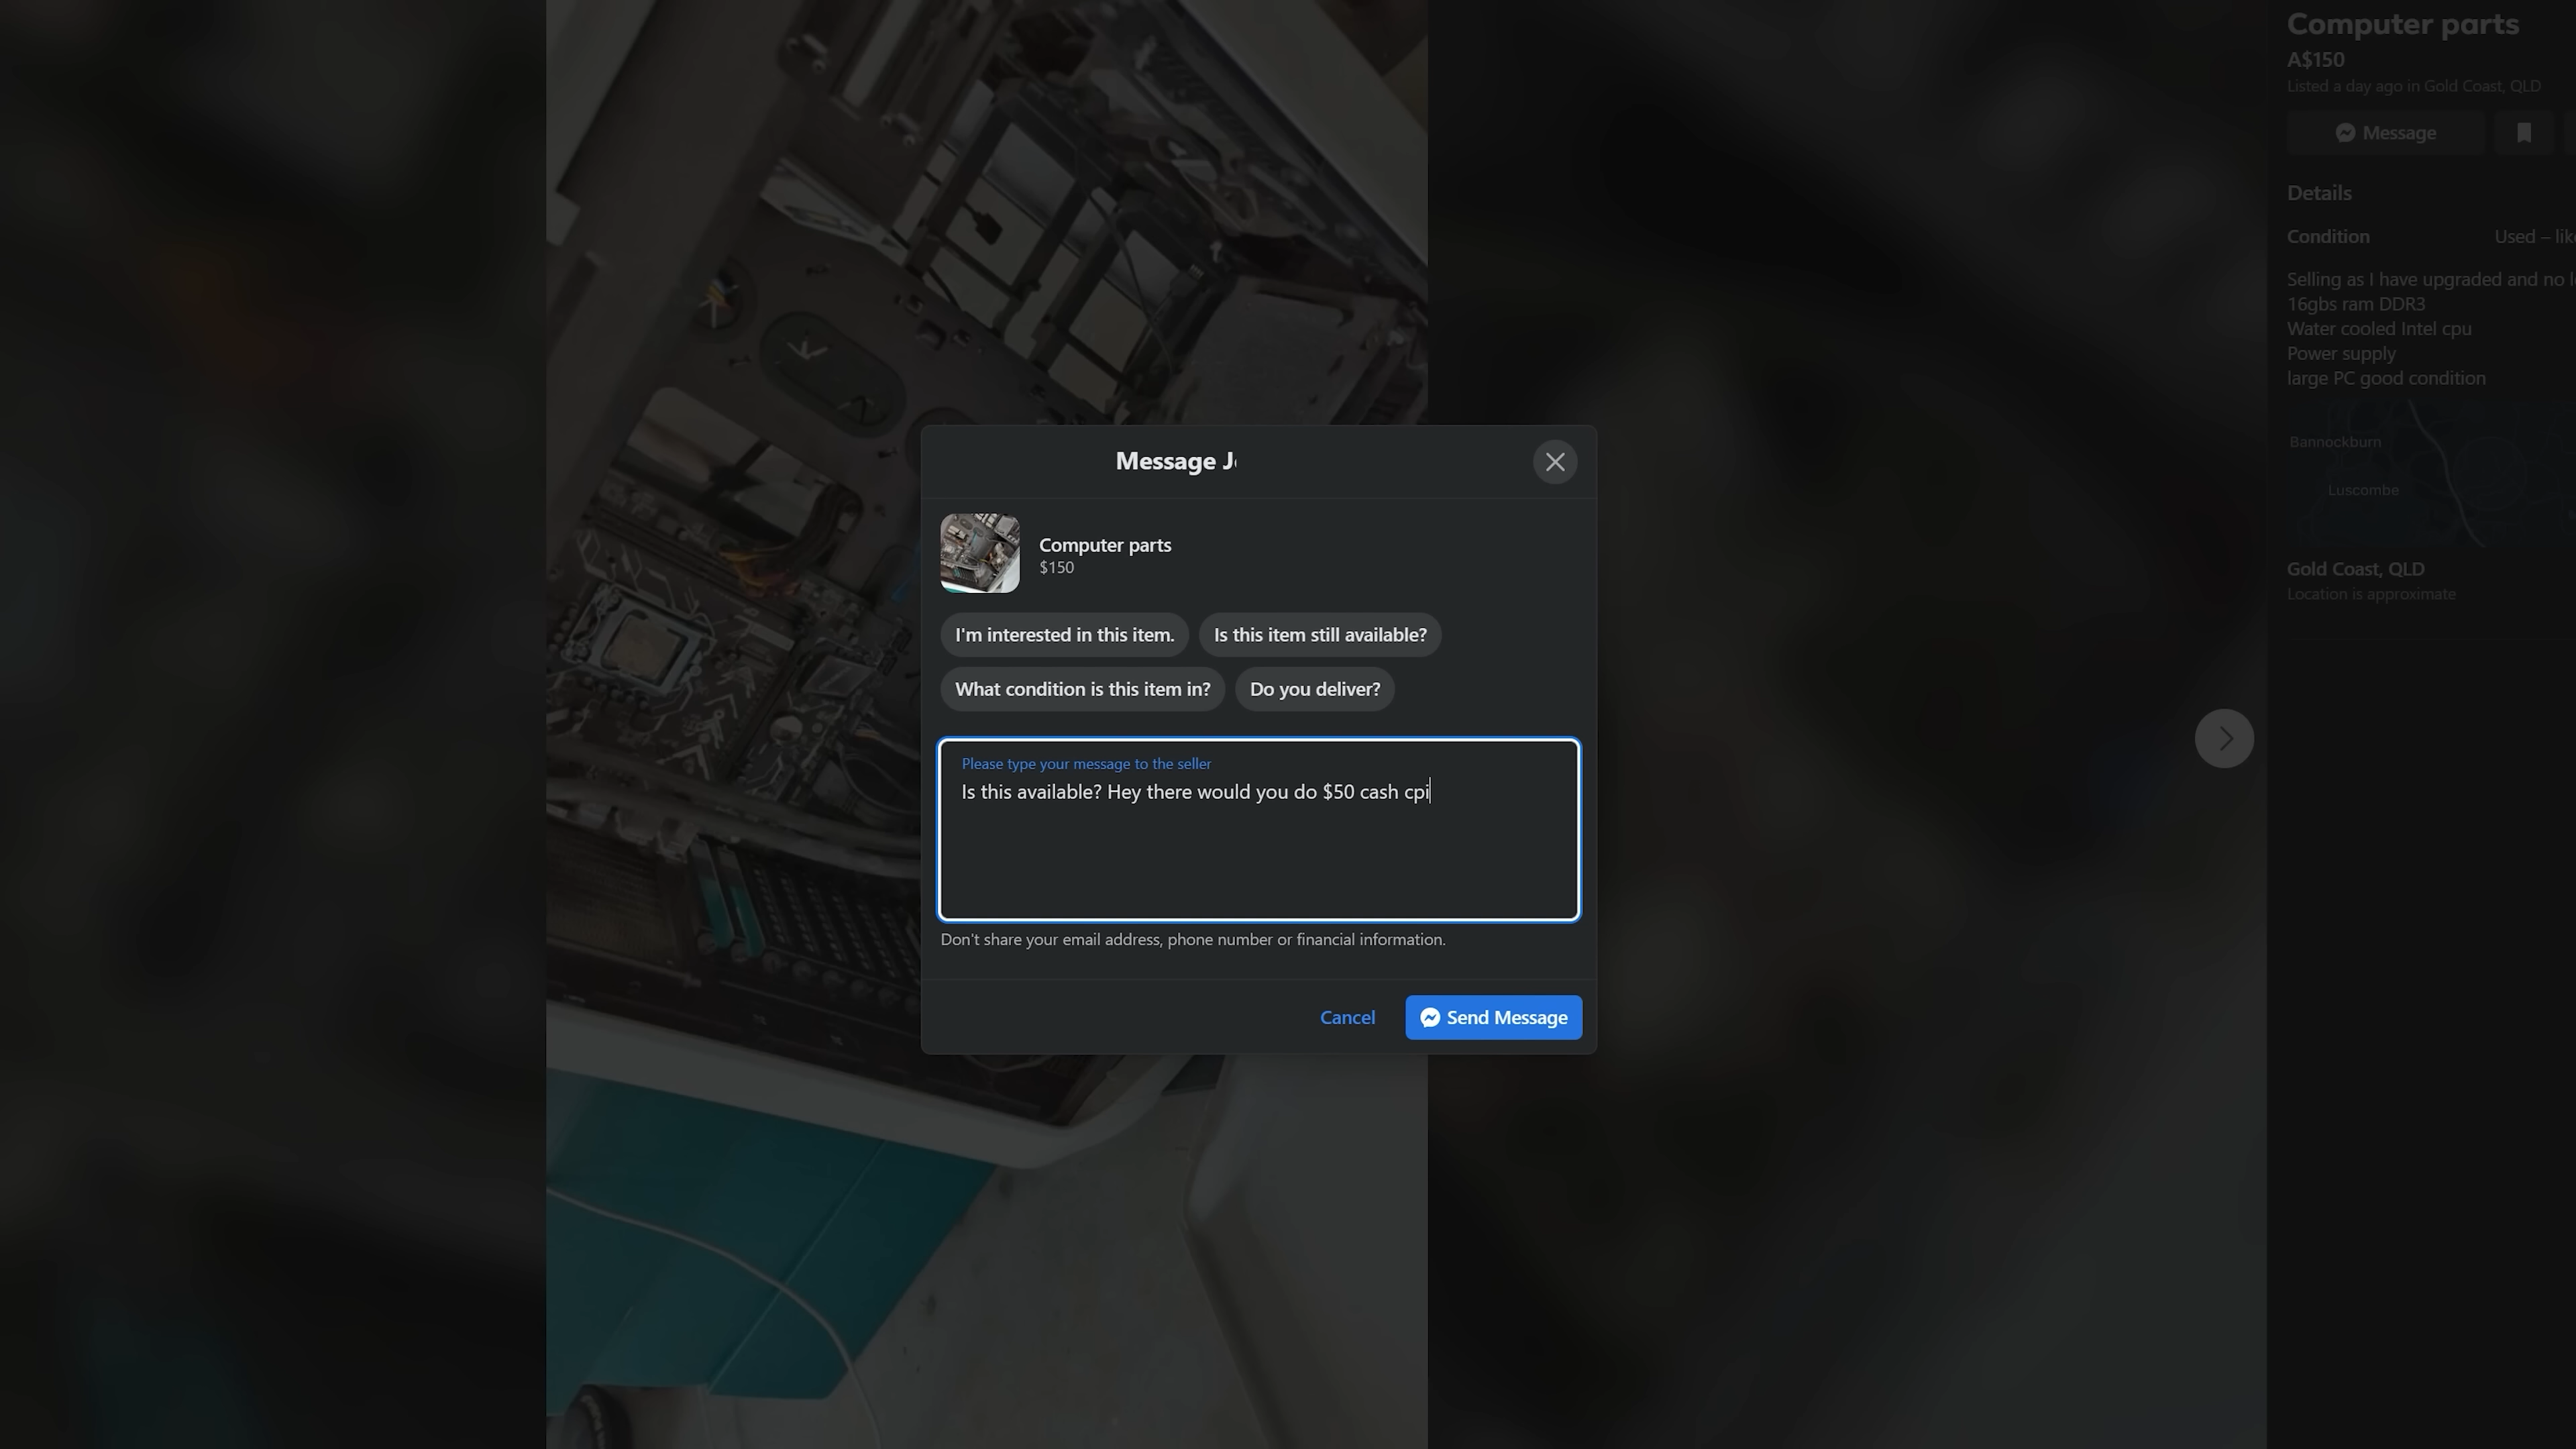 Computer parts
A$150
Listed a day ago in Gold Coast, QLD
Message
Details
Condition
Used – like
Selling as I have upgraded and no
16gbs ram DDR3
Water cooled Intel cpu
Power supply
large PC good condition
Bannockburn
Luscombe
Gold Coast, QLD
Location is approximate
Message
Computer parts
$150
I'm interested in this item.
Is this item still available?
What condition is this item in?
Do you deliver?
Please type your message to the seller
Is this available? Hey there would you do $50 cash cpi
Don't share your email address, phone number or financial information.
Cancel
Send Message